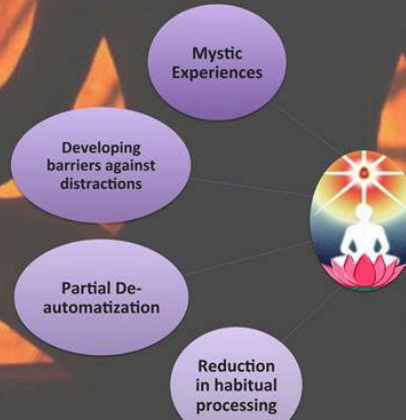 Mystic
Experiences
Developing
barriers against
distractions
Partial De-
automatization
Reduction
in habitual
processing